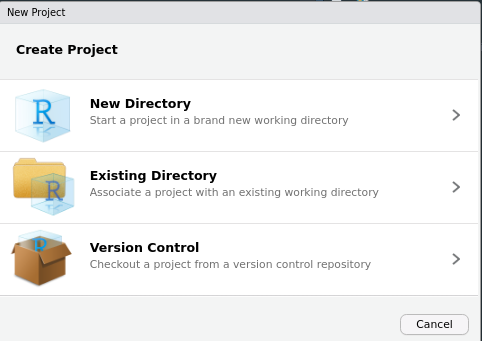 New Project
Create Project
R
New Directory
Start a project in a brand new working directory
R
Existing Directory
Associate a project with an existing working directory
R
Version Control
Checkout a project from a version control repository
Cancel